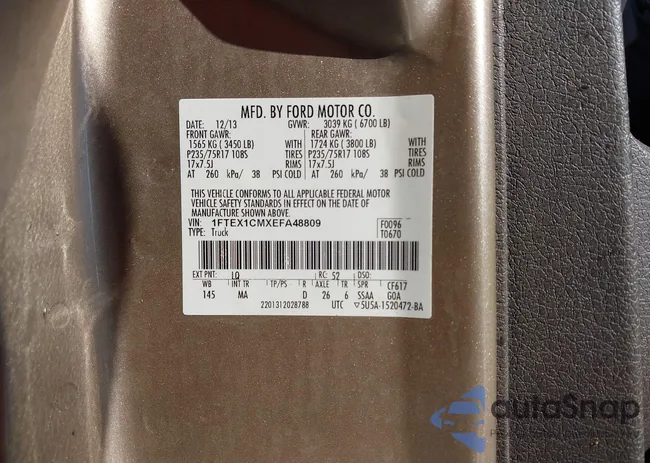 MFD. BY FORD MOTOR CO.
DATE: 12/13 GVWR: 3039 KG ( 6700 LB)
FRONT GAWR: REAR GAWR:
1565 KG ( 3450 LB) WITH 1724 KG ( 3800 LB) WITH
P235/75R17 108S TIRES P235/75R17 108S TIRES
17x7.5J RIMS 17x7.5J RIMS
AT 260 kPa/ 38 PSI COLD AT 260 kPa/ 38 PSI COLD
THIS VEHICLE CONFORMS TO ALL APPLICABLE FEDERAL MOTOR
VEHICLE SAFETY STANDARDS IN EFFECT ON THE DATE OF
MANUFACTURE SHOWN ABOVE.
VIN: 1FTEX1CMXEFA48809 F0096
TYPE: Truck T0670
EXT PNT: LQ RC: 52 DSO:
WB INT TR TP/PS R AXLE TR SPR CF617
145 MA D 26 6 SSAA GOA
2201312028788 UTC ▽5U5A-1520472-BA
autoSnap